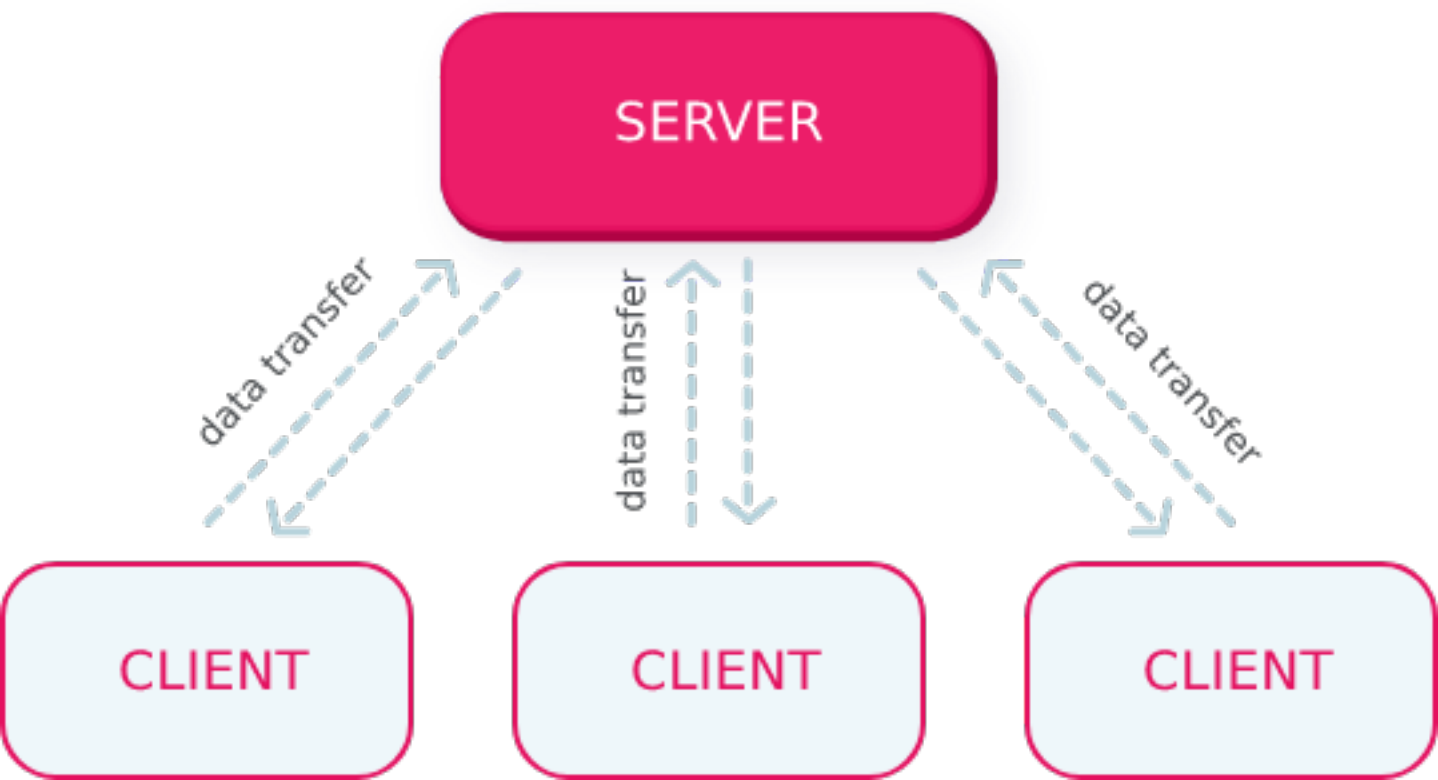 SERVER
data transfer
data transfer
data transfer
CLIENT
CLIENT
CLIENT